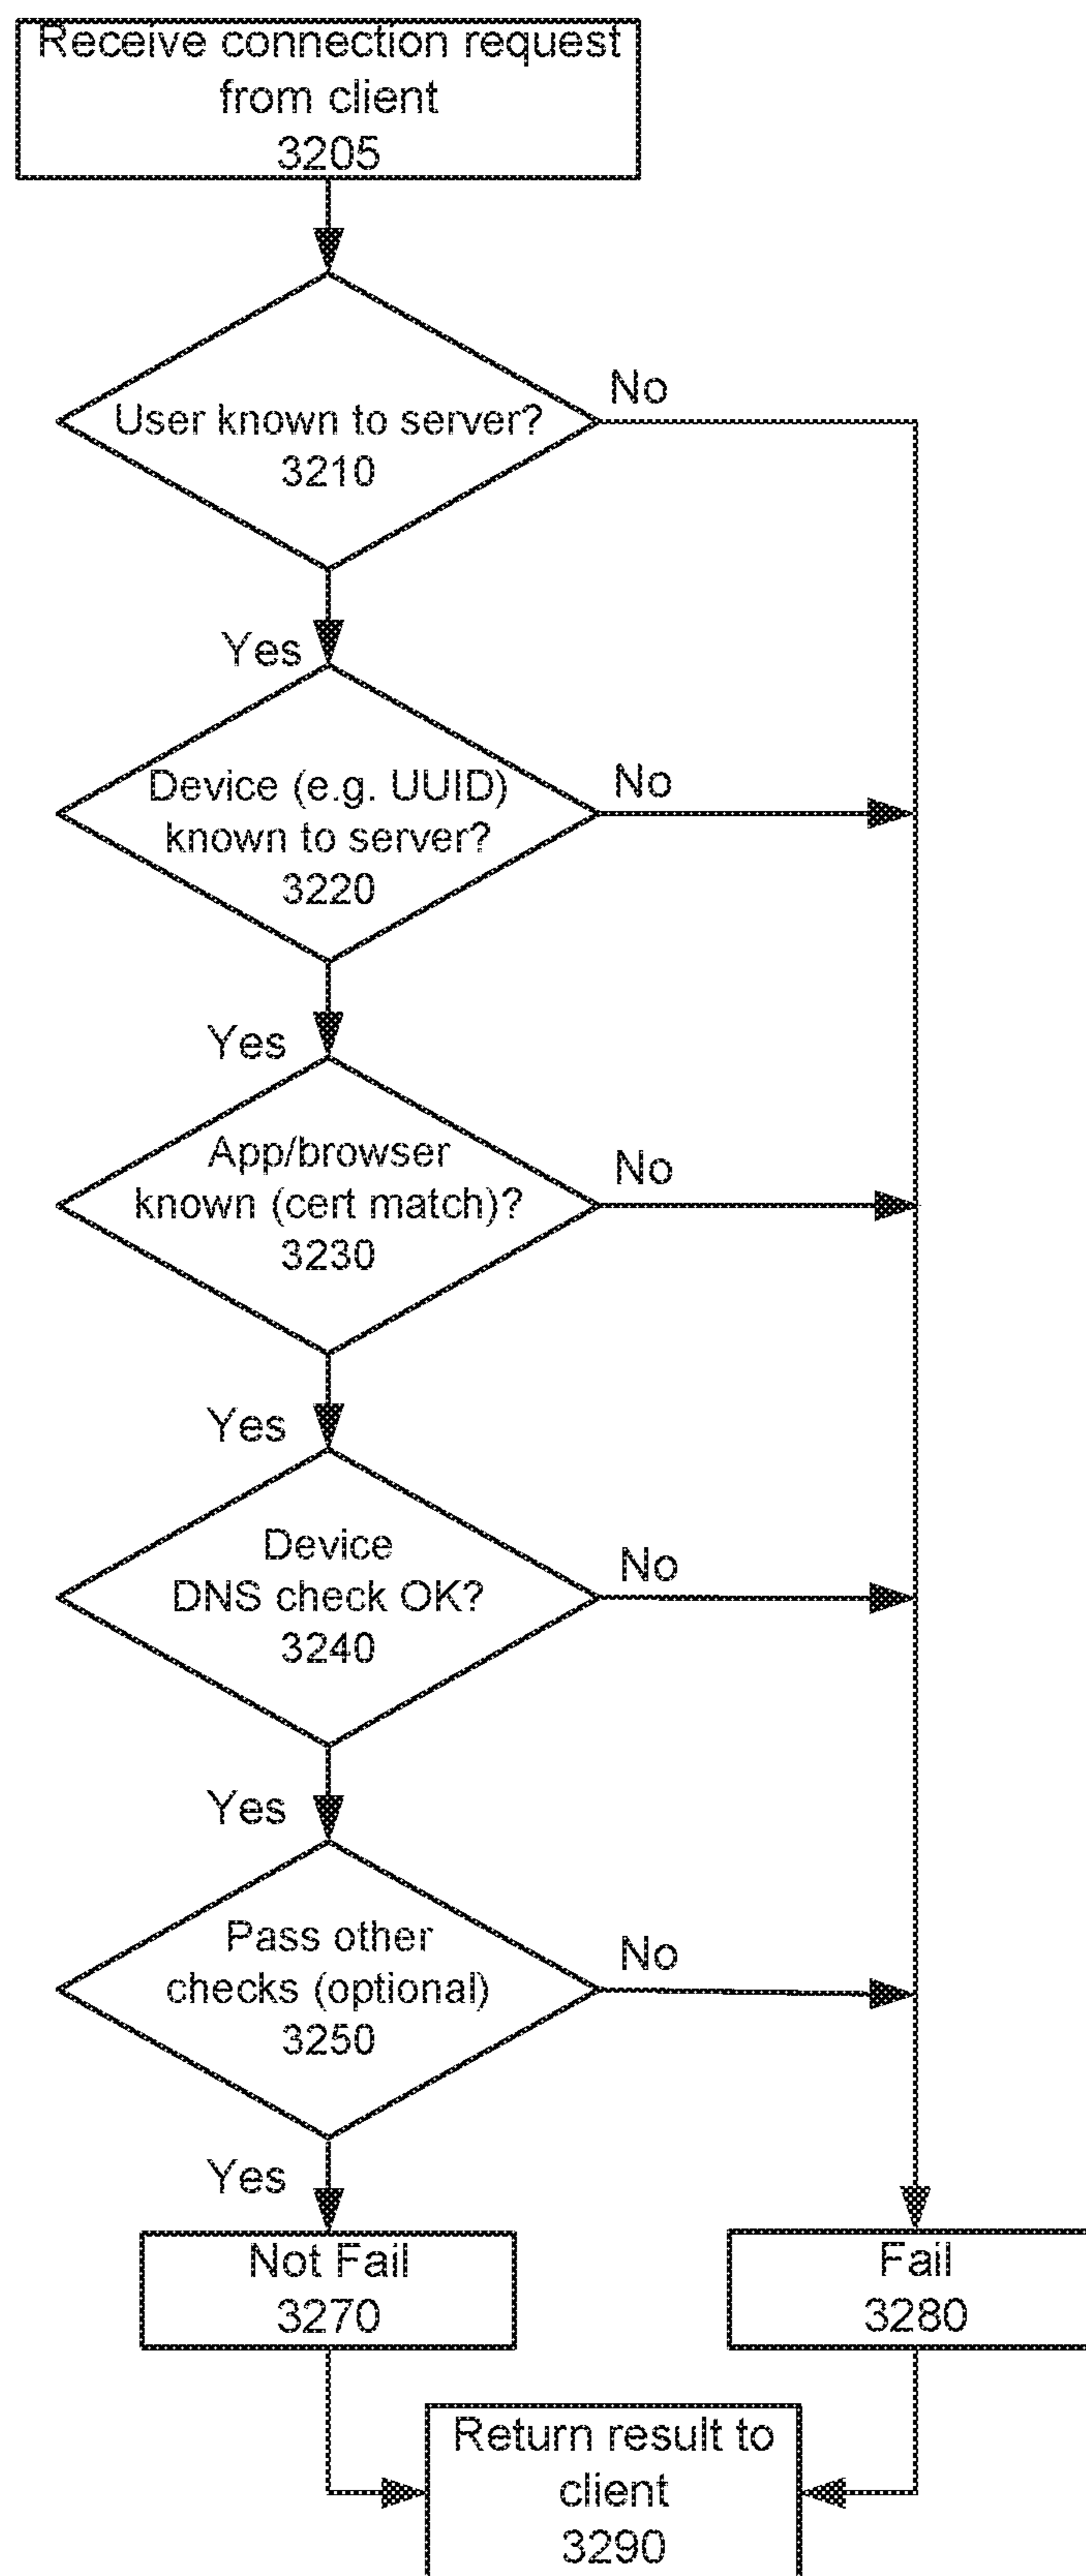 Receive connection request
from client
3205
User known to server?
3210
No
Yes
Device (e.g. UUID)
known to server?
3220
No
Yes
App/browser
known (cert match)?
3230
No
Yes
Device
DNS check OK?
3240
No
Yes
Pass other
checks (optional)
3250
No
Yes
Not Fail
3270
Fail
3280
Return result to
client
3290